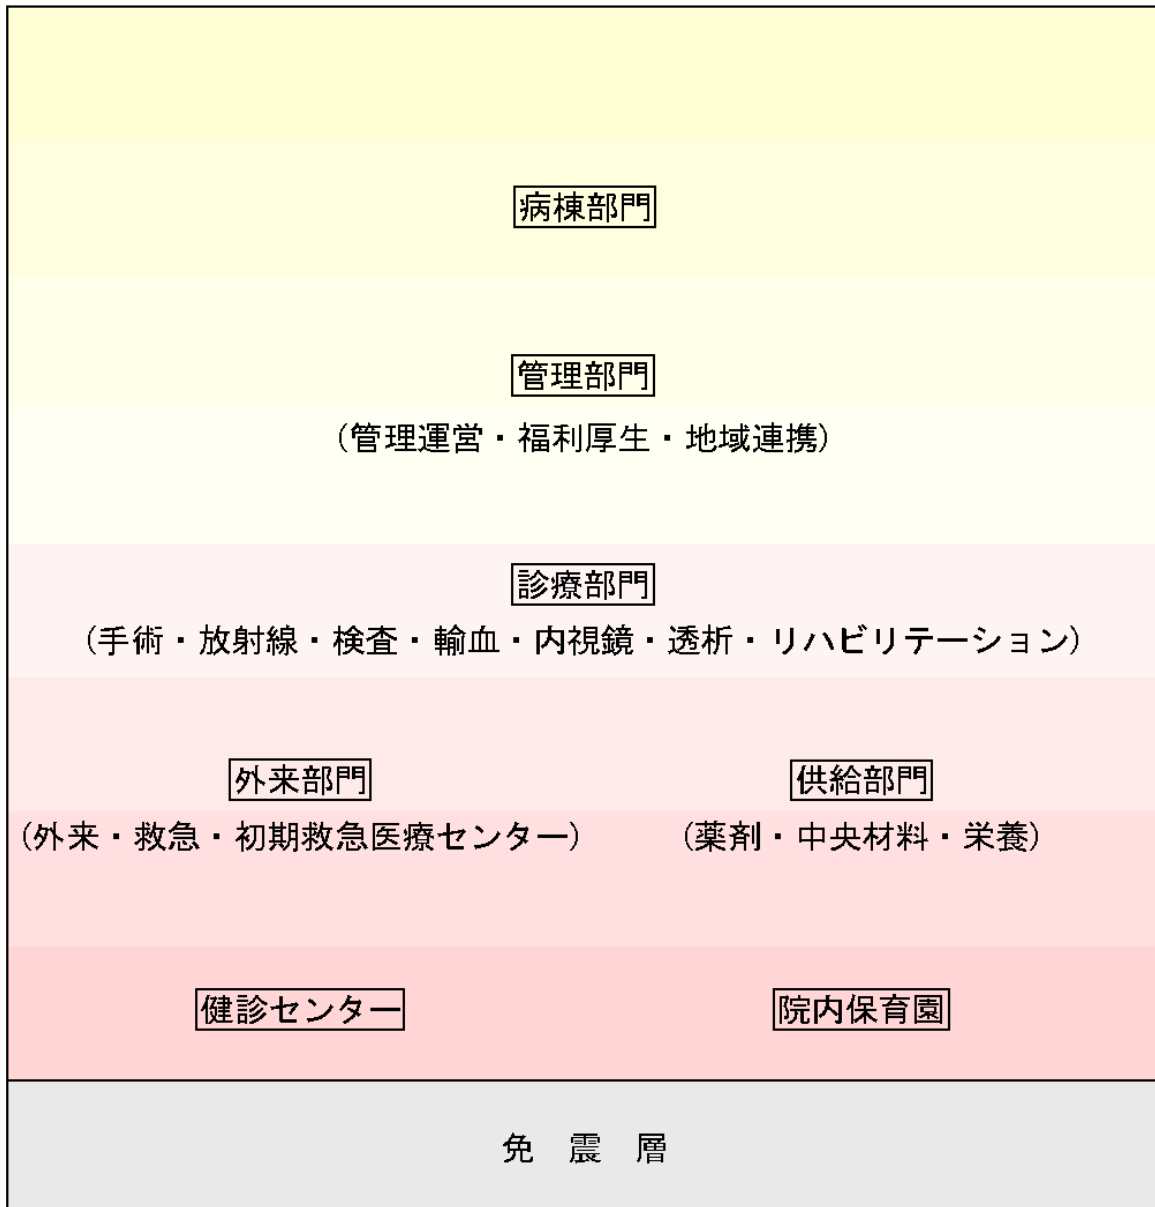 病棟部門
管理部門
（管理運営・福利厚生・地域連携）
診療部門
（手術・放射線・検査・輸血・内視鏡・透析・リハビリテーション）
外来部門 供給部門
（外来・救急・初期救急医療センター） （薬剤・中央材料・栄養）
健診センター 院内保育園
免　震　層